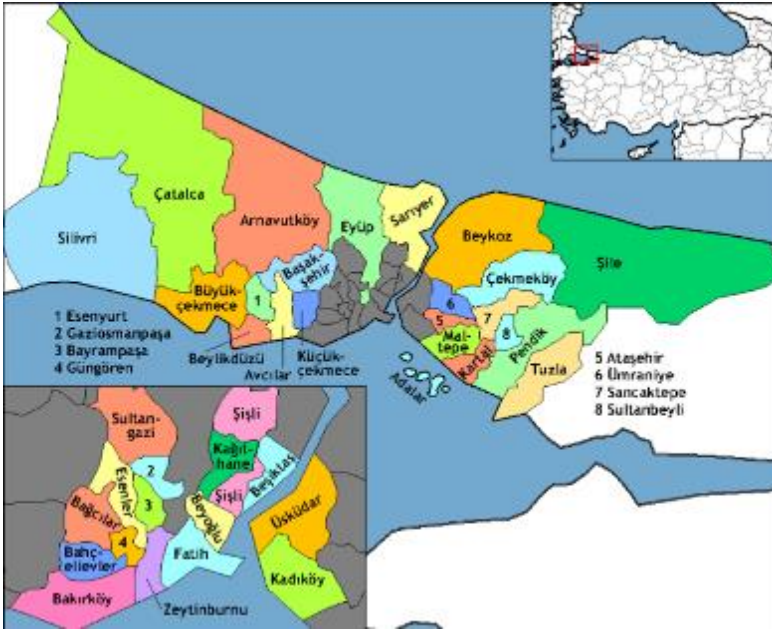 Çatalca
Silivri
Arnavutköy
Eyüp
Sarıyer
Başak-
şehir
Büyük-
çekmece
1
Beylikdüzü
Avcılar
Küçük-
çekmece
Beykoz
Şile
Çekmeköy
6
5
7
8
Mal-
tepe
Kartal
Pendik
Tuzla
Adalar
1 Esenyurt
2 Gaziosmanpaşa
3 Bayrampaşa
4 Güngören
5 Ataşehir
6 Ümraniye
7 Sancaktepe
8 Sultanbeyli
Sultan-
gazi
Şişli
Kağıt-
hane
Şişli
Beşiktaş
Esenler
2
3
Beyoğlu
Bağcılar
4
Bahç-
elievler
Fatih
Üsküdar
Kadıköy
Bakırköy
Zeytinburnu